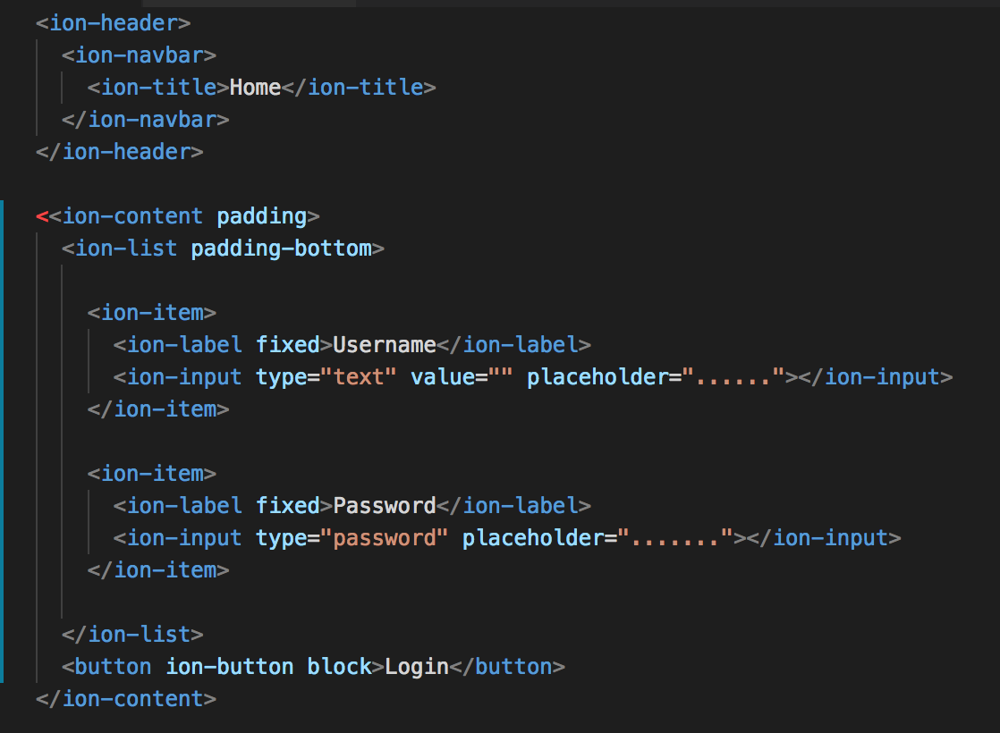 <ion-header>
  <ion-navbar>
    <ion-title>Home</ion-title>
  </ion-navbar>
</ion-header>

<<ion-content padding>
  <ion-list padding-bottom>

    <ion-item>
      <ion-label fixed>Username</ion-label>
      <ion-input type="text" value="" placeholder="......"></ion-input>
    </ion-item>

    <ion-item>
      <ion-label fixed>Password</ion-label>
      <ion-input type="password" placeholder="......."></ion-input>
    </ion-item>

  </ion-list>
  <button ion-button block>Login</button>
</ion-content>